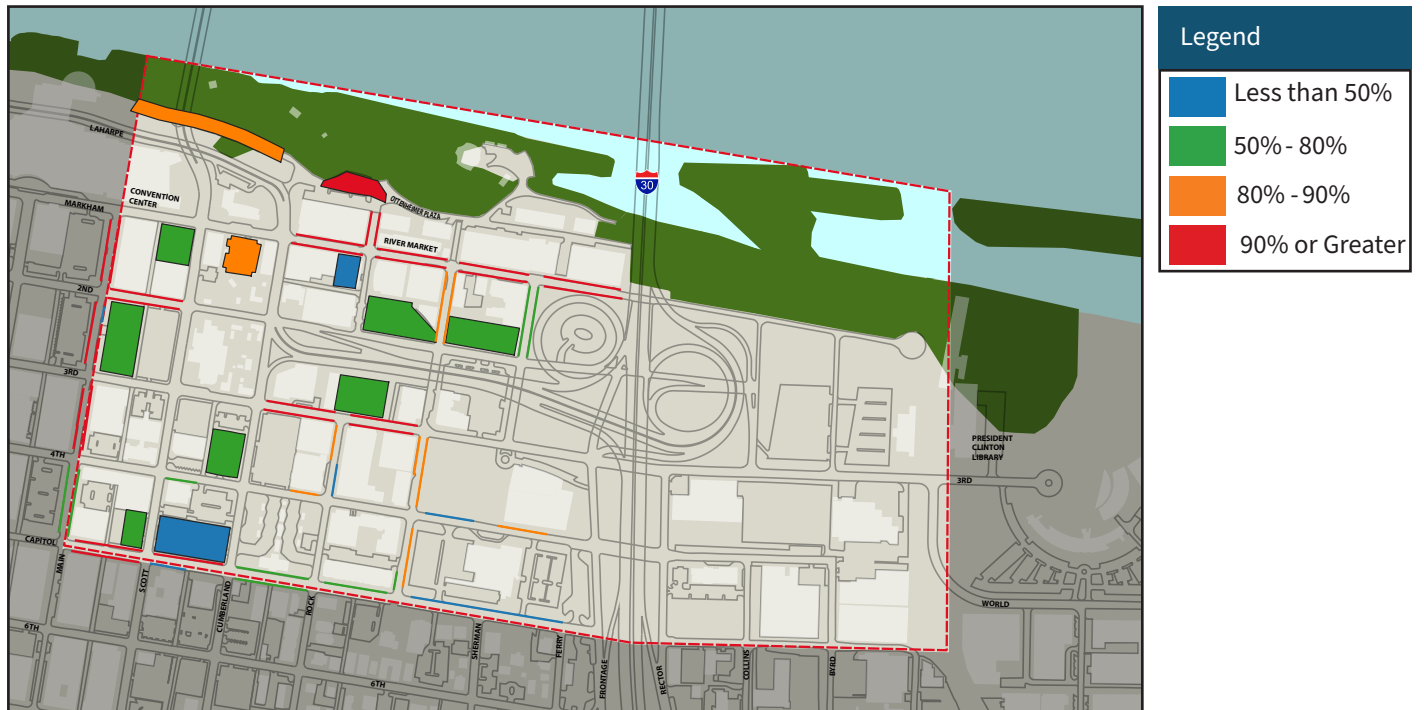 Legend
Less than 50%
50% - 80%
80% - 90%
90% or Greater
30
LAHARPE
CONVENTION
CENTER
MARKHAM
OTTENHEIMER PLAZA
RIVER MARKET
2ND
3RD
4TH
CAPITOL
MAIN
SCOTT
CUMBERLAND
ROCK
6TH
SHERMAN
FERRY
6TH
FRONTAGE
RECTOR
COLLINS
BYRD
PRESIDENT
CLINTON
LIBRARY
3RD
WORLD